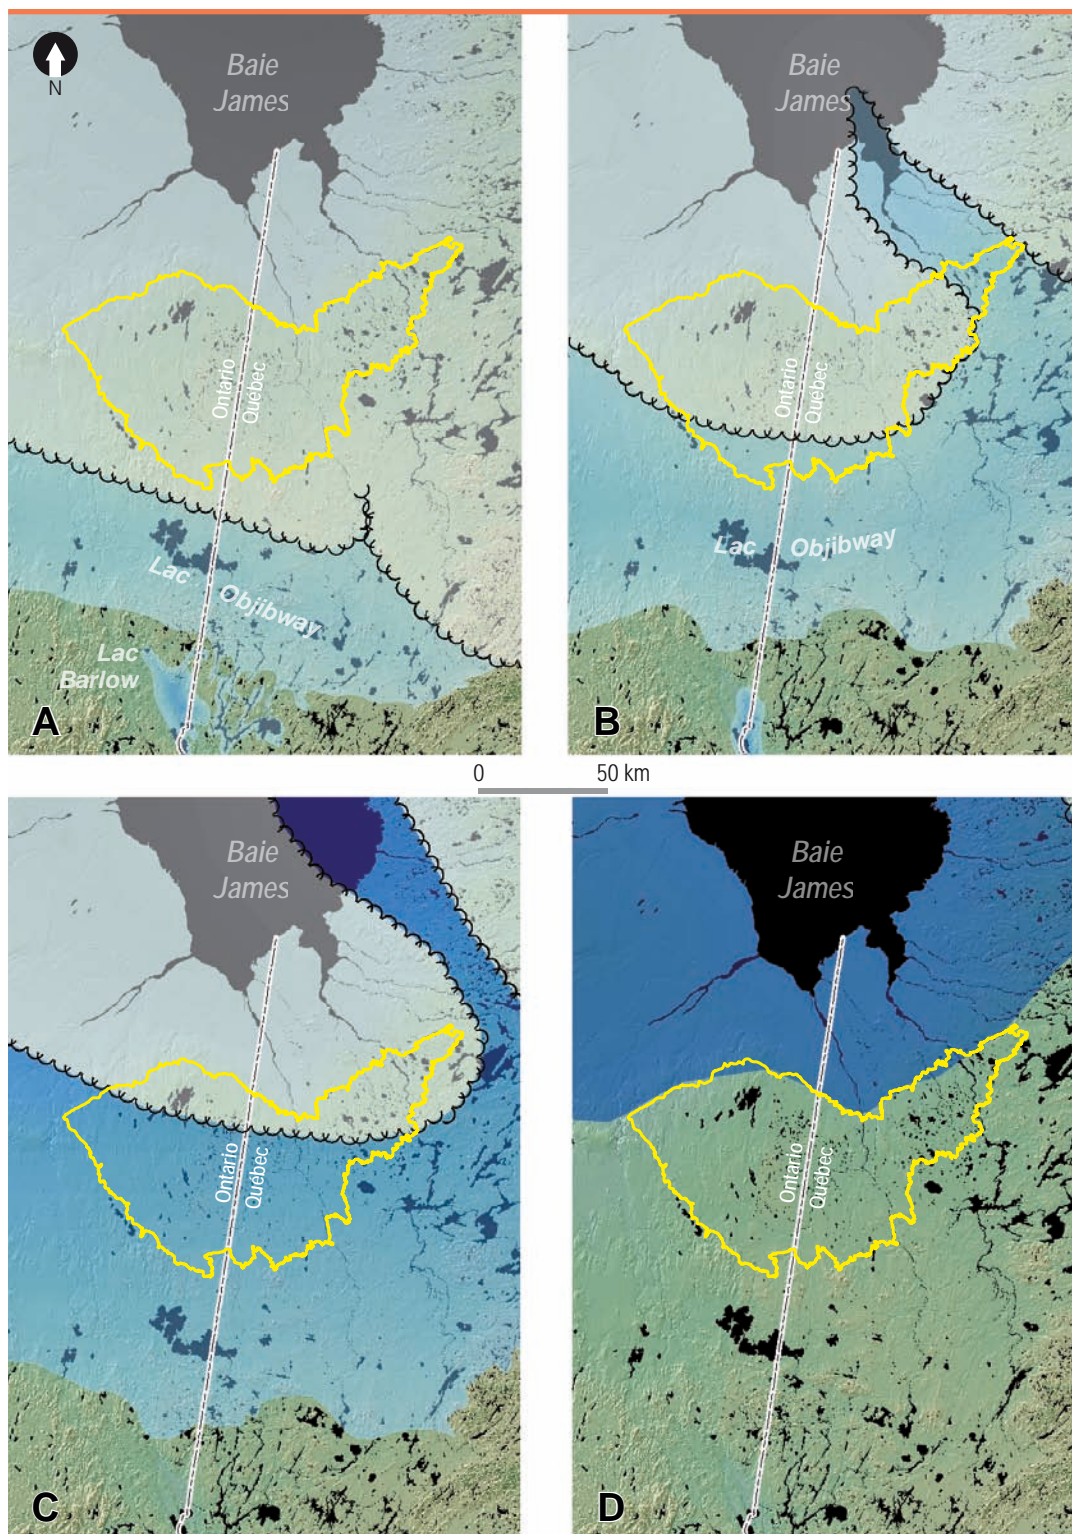 N
Baie
James
Ontario
Quebec
Lac Objibway
Lac
Barlow
A
Baie
James
Ontario
Quebec
Lac Objibway
B
0 50 km
Baie
James
Ontario
Quebec
C
Baie
James
Ontario
Quebec
D